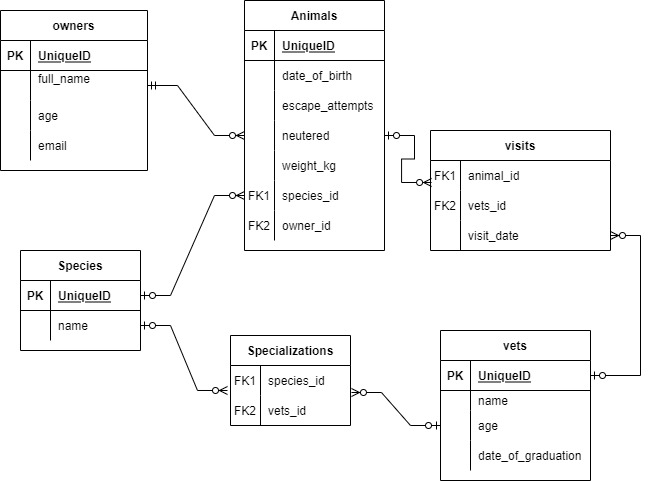 owners
PK UniqueID
full_name
age
email
Animals
PK UniqueID
date_of_birth
escape_attempts
neutered
weight_kg
FK1 species_id
FK2 owner_id
visits
FK1 animal_id
FK2 vets_id
visit_date
Species
PK UniqueID
name
Specializations
FK1 species_id
FK2 vets_id
vets
PK UniqueID
name
age
date_of_graduation